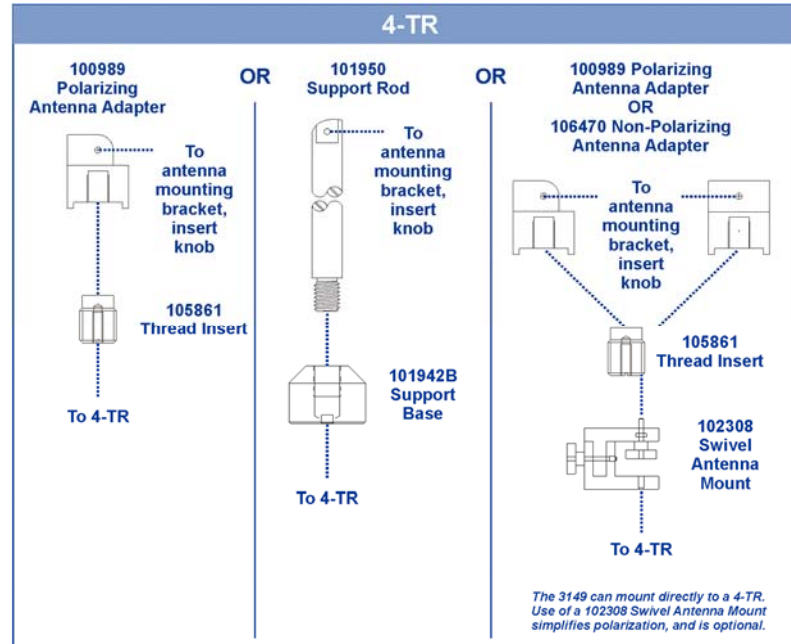 4-TR
100989
Polarizing
Antenna Adapter
To
antenna
mounting
bracket,
insert
knob
105861
Thread Insert
To 4-TR
OR
101950
Support Rod
To
antenna
mounting
bracket,
insert
knob
101942B
Support
Base
To 4-TR
OR
100989 Polarizing
Antenna Adapter
OR
106470 Non-Polarizing
Antenna Adapter
To
antenna
mounting
bracket,
insert
knob
105861
Thread Insert
102308
Swivel
Antenna
Mount
To 4-TR
The 3149 can mount directly to a 4-TR.
Use of a 102308 Swivel Antenna Mount
simplifies polarization, and is optional.